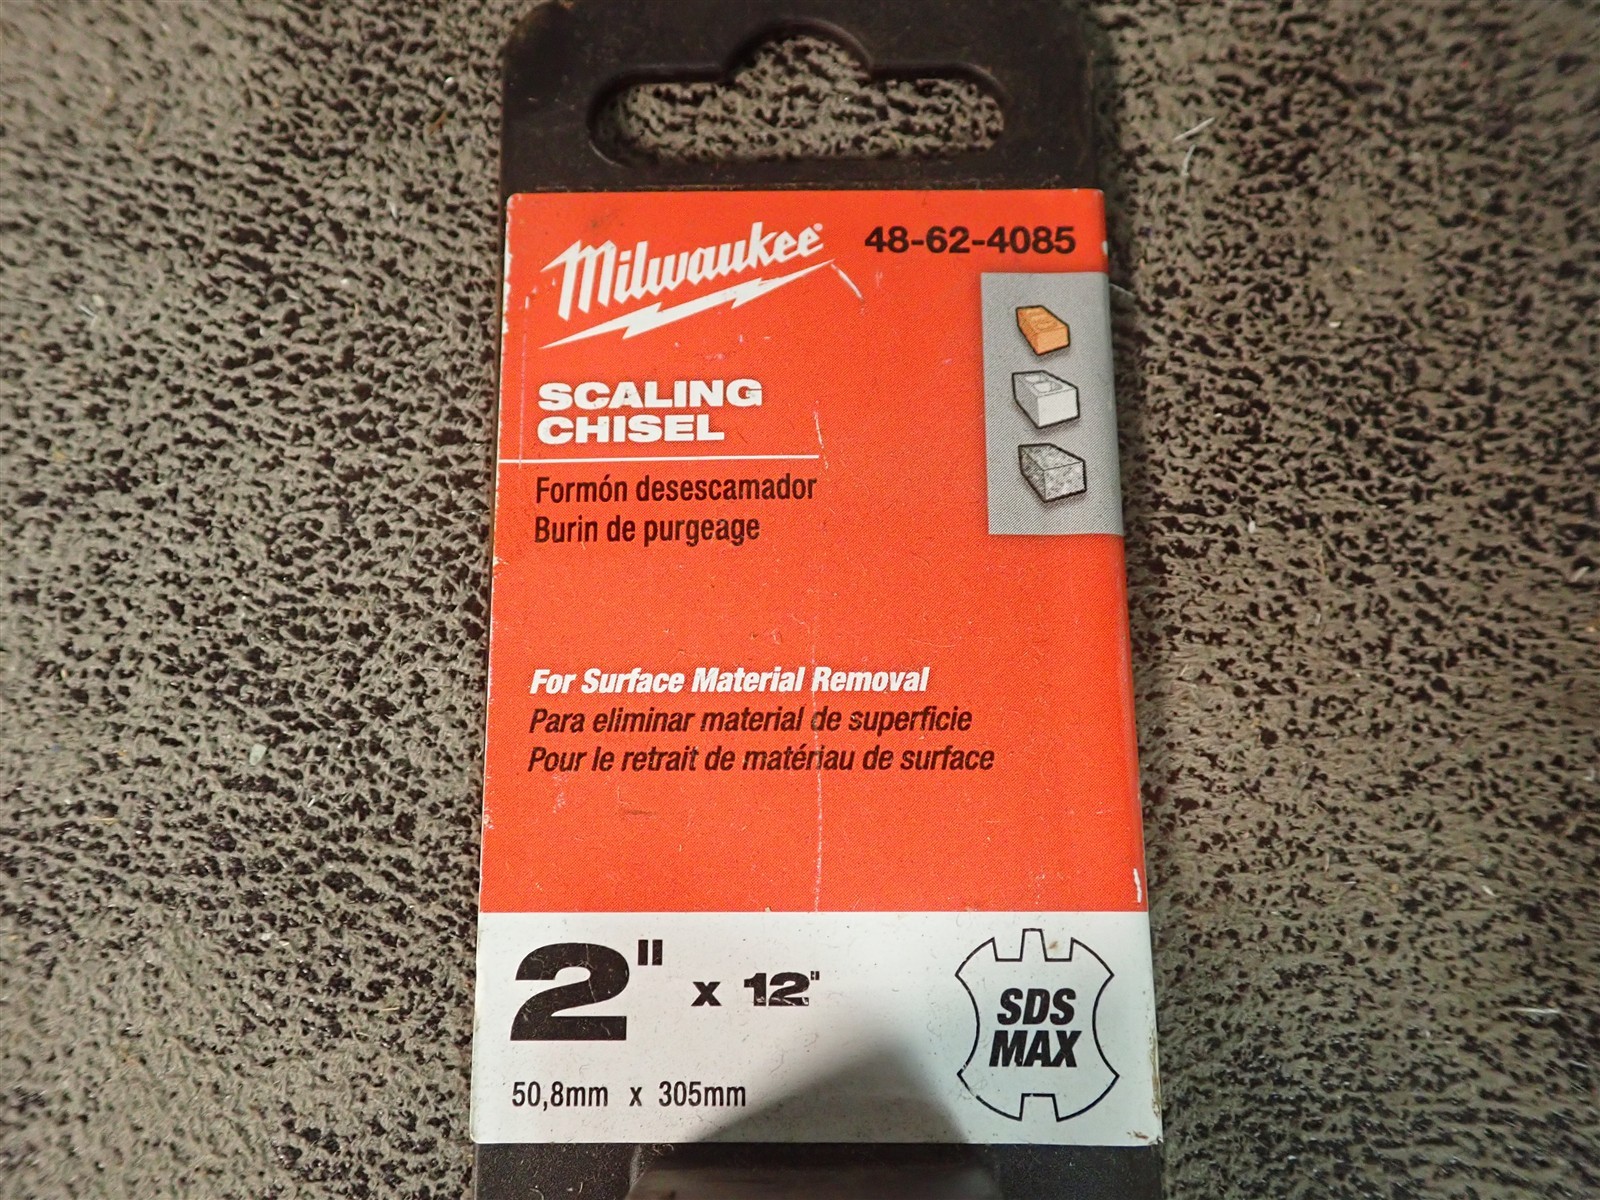 Milwaukee®
48-62-4085
SCALING
CHISEL
Formón desescamador
Burin de purgeage
For Surface Material Removal
Para eliminar material de superficie
Pour le retrait de matériau de surface
2" x 12"
50,8mm x 305mm
SDS
MAX